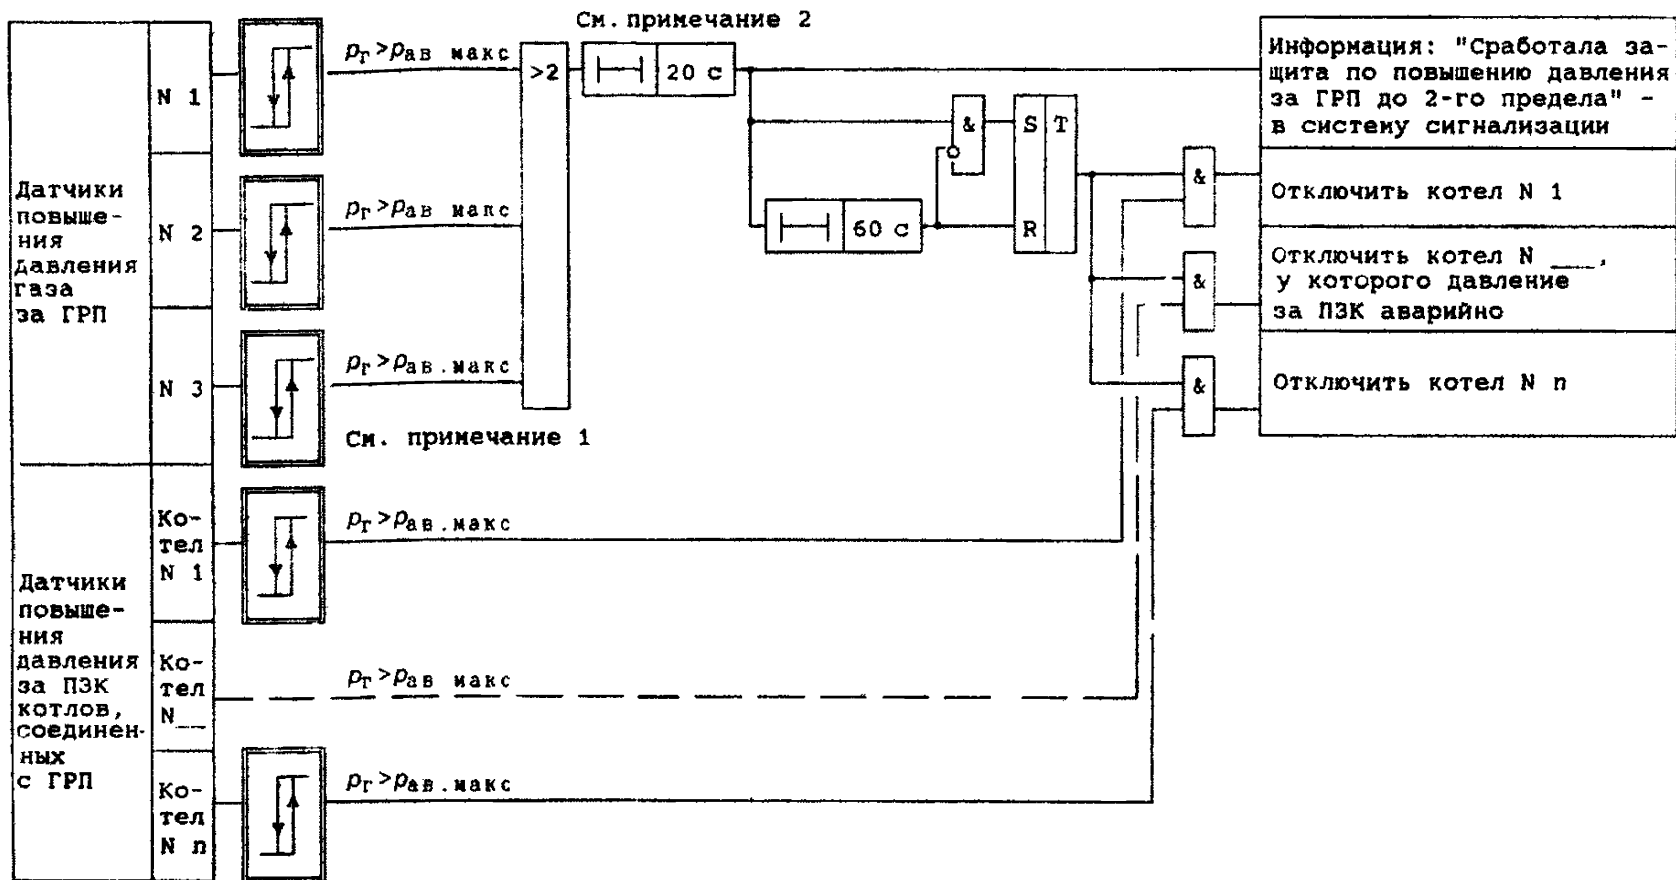 См. примечание 2
Датчики
повыше-
ния
давления
газа
за ГРП
N 1
N 2
N 3
pг>pав макс
pг>pав макс
pг>pав.макс
См. примечание 1
>2
20 с
60 с
&
S T
R
&
&
&
Информация: "Сработала за-
щита по повышению давления
за ГРП до 2-го предела" -
в систему сигнализации
Отключить котел N 1
Отключить котел N ___,
у которого давление
за ПЗК аварийно
Отключить котел N n
Датчики
повыше-
ния
давления
за ПЗК
котлов,
соединен-
ных
с ГРП
Ко-
тел
N 1
Ко-
тел
N__
Ко-
тел
N n
pг>pав.макс
pг>pав макс
pг>pав.макс